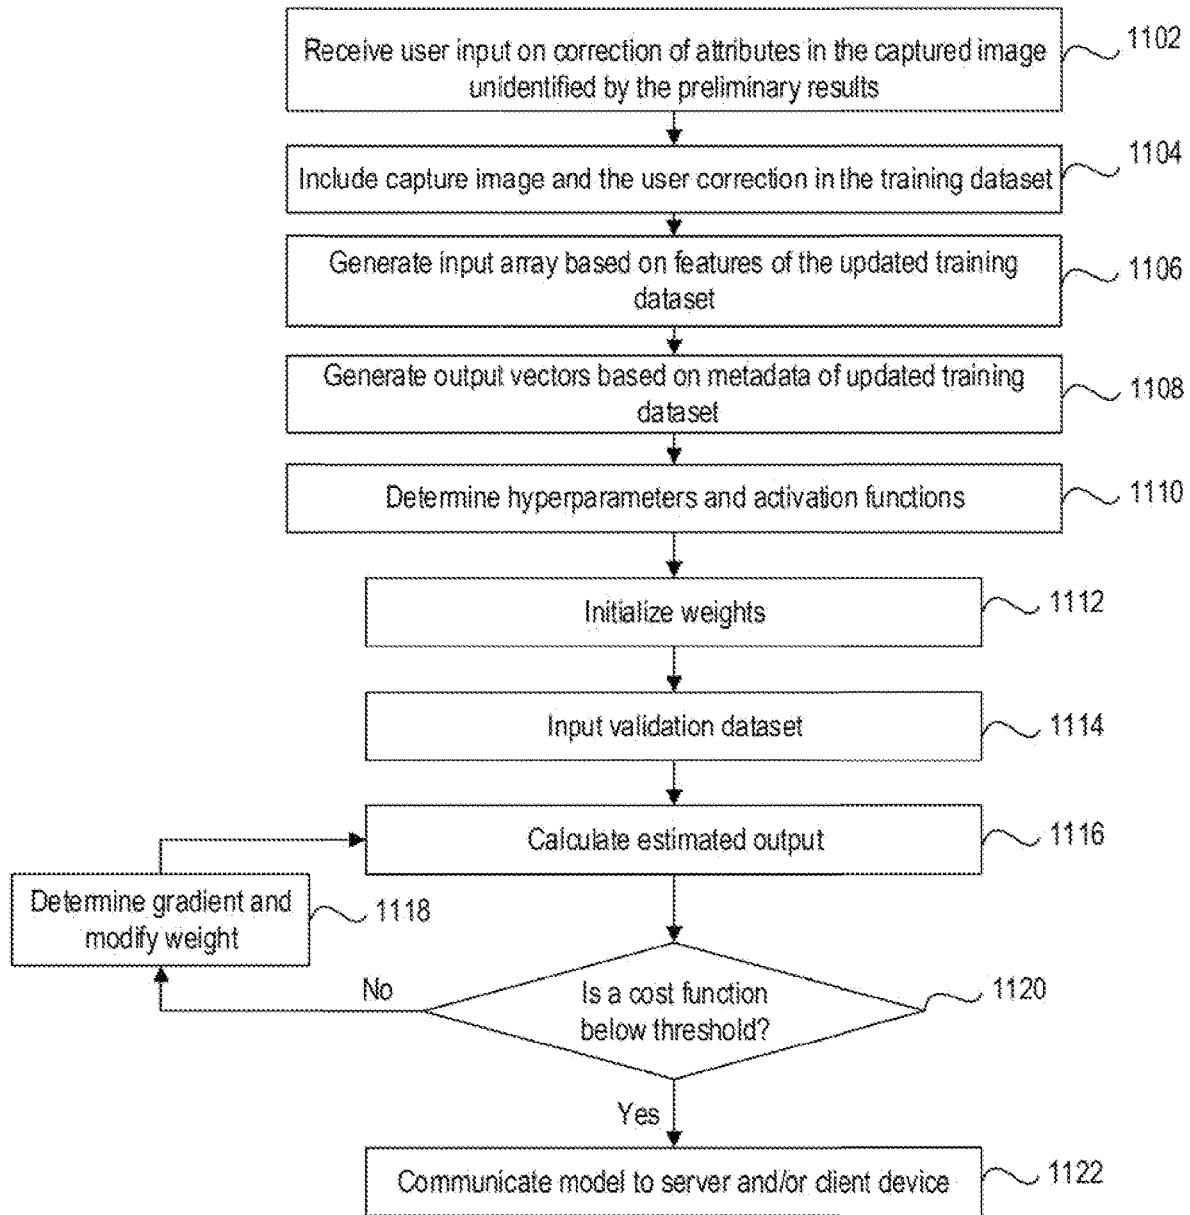 Receive user input on correction of attributes in the captured image
unidentified by the preliminary results
1102
Include capture image and the user correction in the training dataset
1104
Generate input array based on features of the updated training
dataset
1106
Generate output vectors based on metadata of updated training
dataset
1108
Determine hyperparameters and activation functions
1110
Initialize weights
1112
Input validation dataset
1114
Calculate estimated output
1116
Determine gradient and
modify weight
1118
No
Is a cost function
below threshold?
1120
Yes
Communicate model to server and/or client device
1122